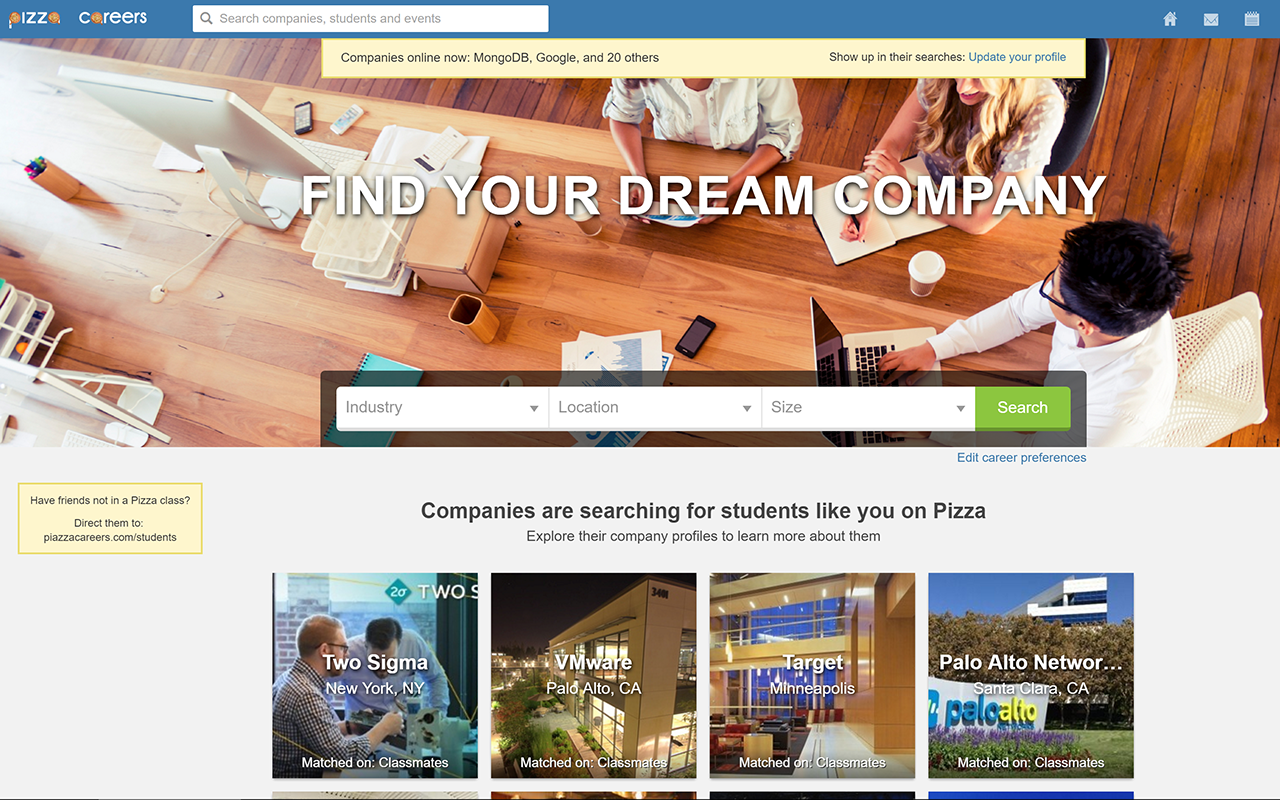 pizza careers
Search companies, students and events
Companies online now: MongoDB, Google, and 20 others
Show up in their searches: Update your profile
FIND YOUR DREAM COMPANY
Industry
Location
Size
Search
Edit career preferences
Have friends not in a Pizza class?
Direct them to:
piazzacareers.com/students
Companies are searching for students like you on Pizza
Explore their company profiles to learn more about them
2σ TWO S
Two Sigma
New York, NY
Matched on: Classmates
3401
VMware
Palo Alto, CA
Matched on: Classmates
Target
Minneapolis
Matched on: Classmates
Palo Alto Networ...
Santa Clara, CA
paloalto
Matched on: Classmates